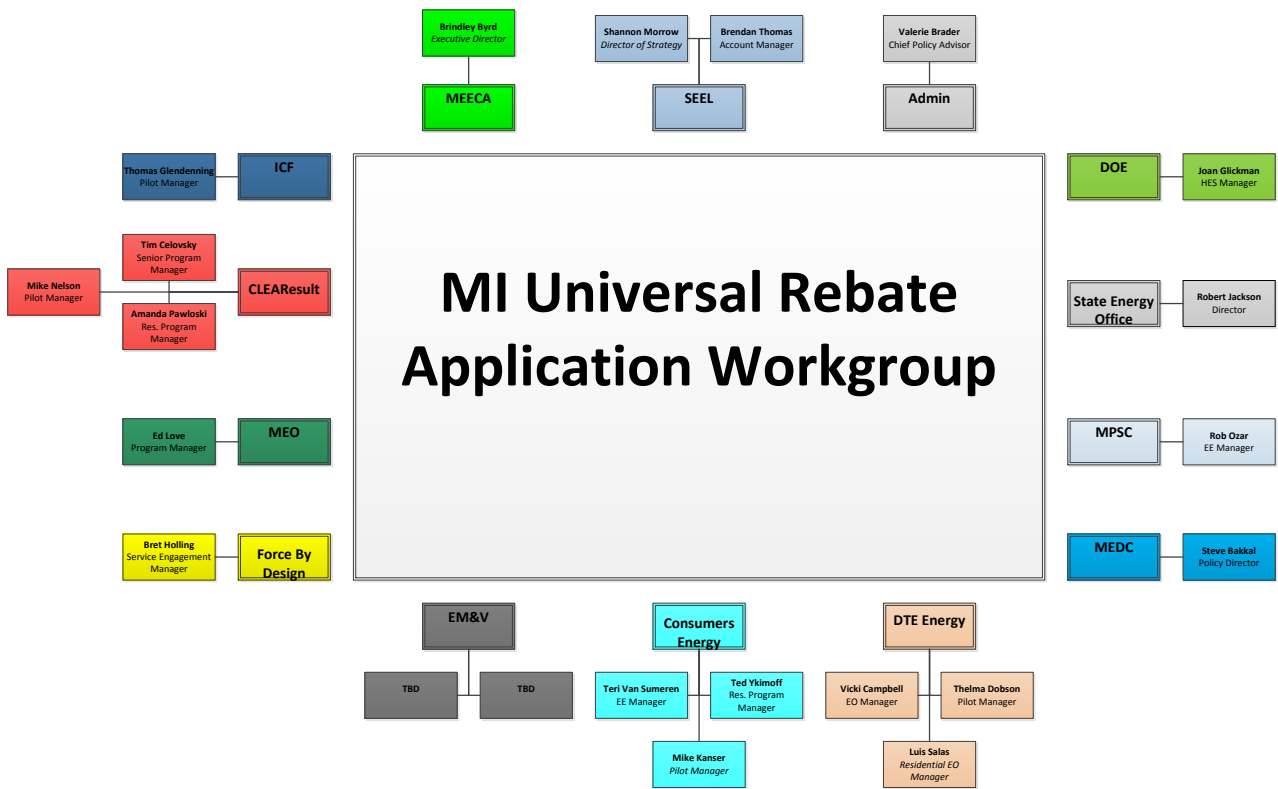 Brindley Byrd
Executive Director
MEECA
Shannon Morrow
Director of Strategy
Brendan Thomas
Account Manager
SEEL
Valerie Brader
Chief Policy Advisor
Admin
Thomas Glendenning
Pilot Manager
ICF
Tim Celovsky
Senior Program
Manager
Mike Nelson
Pilot Manager
CLEAResult
Amanda Pawloski
Res. Program
Manager
Ed Love
Program Manager
MEO
Bret Holling
Service Engagement
Manager
Force By
Design
MI Universal Rebate
Application Workgroup
DOE
Joan Glickman
HES Manager
State Energy
Office
Robert Jackson
Director
MPSC
Rob Ozar
EE Manager
MEDC
Steve Bakkal
Policy Director
EM&V
TBD
TBD
Consumers
Energy
Teri Van Sumeren
EE Manager
Ted Ykimoff
Res. Program
Manager
Mike Kanser
Pilot Manager
DTE Energy
Vicki Campbell
EO Manager
Thelma Dobson
Pilot Manager
Luis Salas
Residential EO
Manager